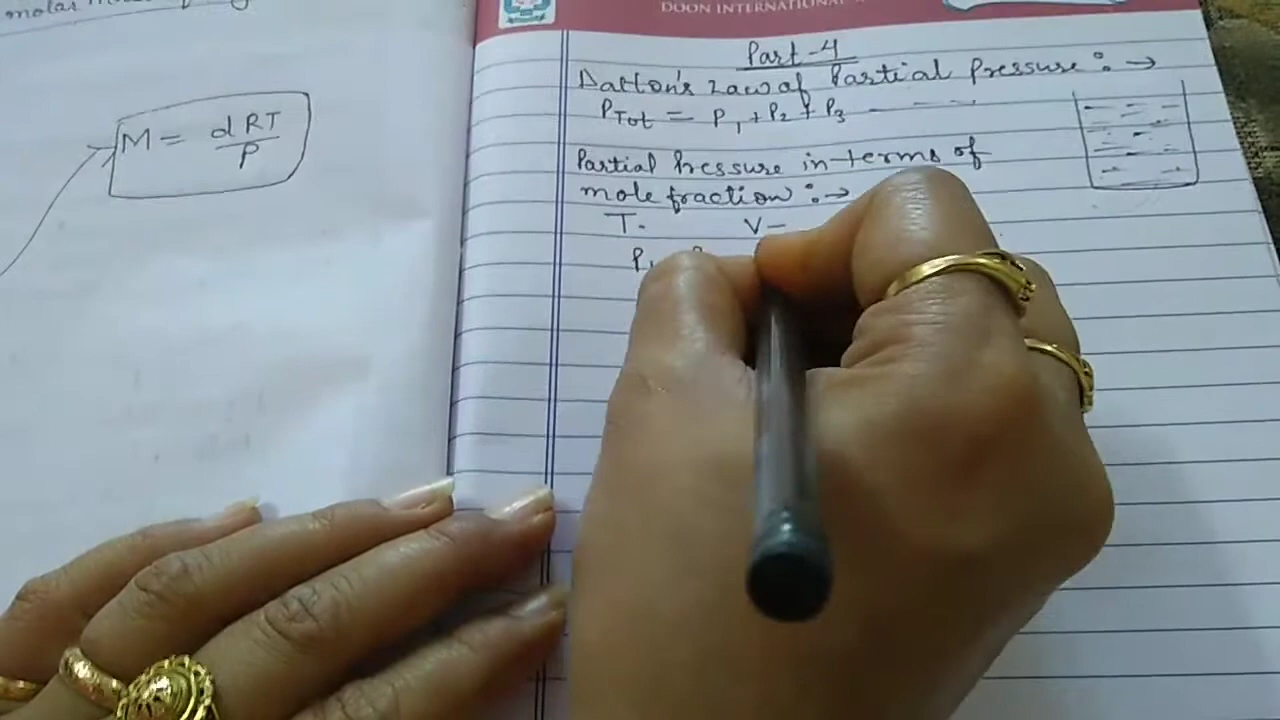 molar
M = dRT/P
DOON INTERNATIONAL
Part-4
Dalton's Law of Partial Pressure :→
PTot = P1 + P2 + P3 -----
Partial Pressure in terms of
mole fraction :→
T- V-
P1